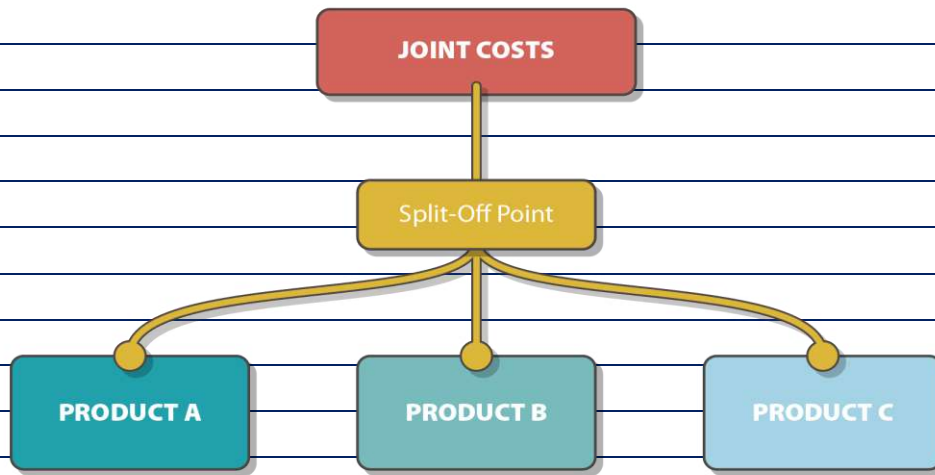 JOINT COSTS
Split-Off Point
PRODUCT A
PRODUCT B
PRODUCT C